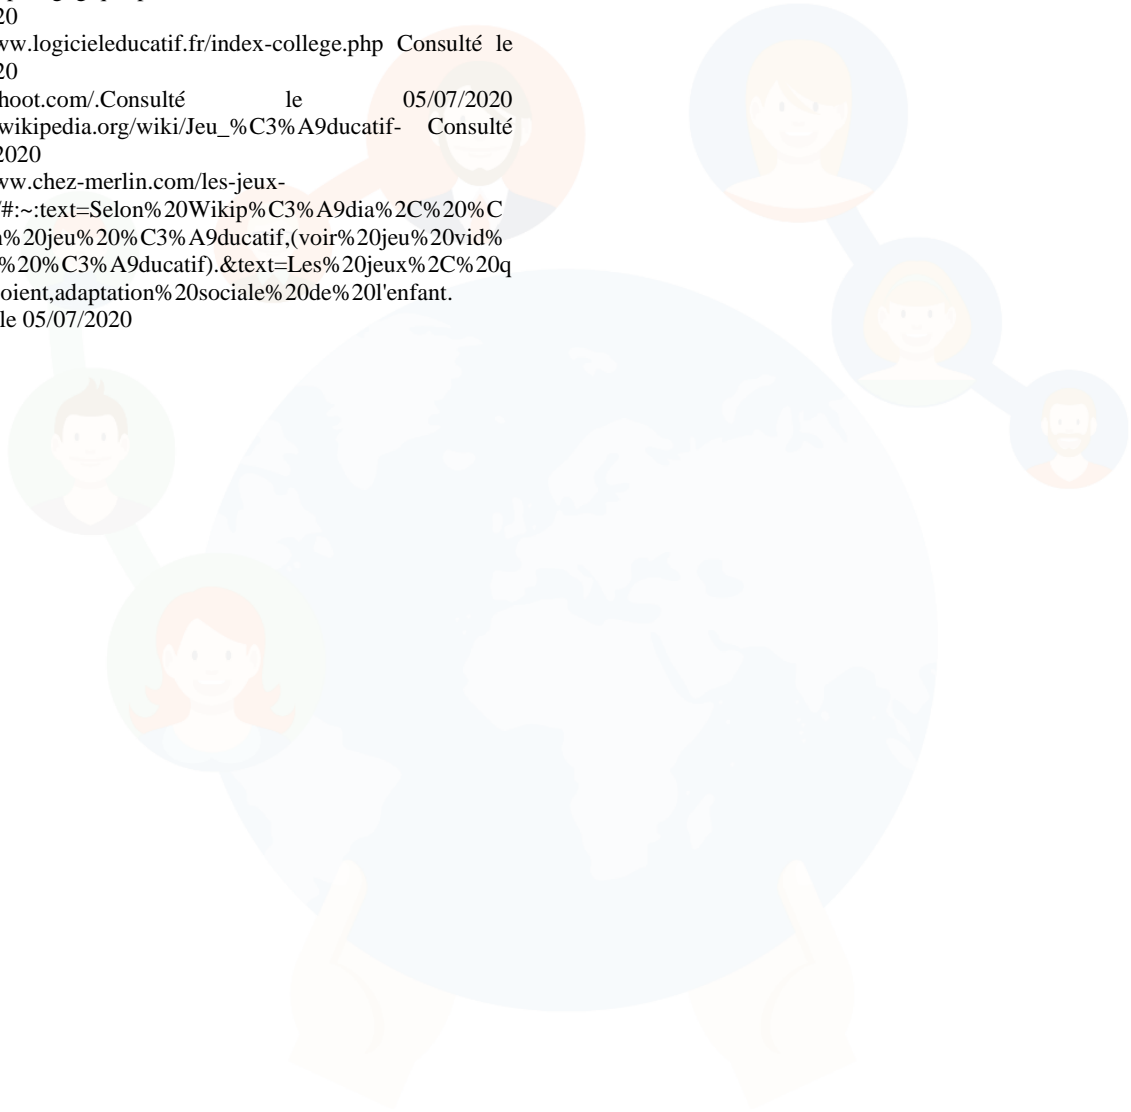 20
ww.logicieleducatif.fr/index-college.php Consulté le
20
hoot.com/.Consulté le 05/07/2020
wikipedia.org/wiki/Jeu_%C3%A9ducatif- Consulté
2020
ww.chez-merlin.com/les-jeux-
/#:~:text=Selon%20Wikip%C3%A9dia%2C%20%C
n%20jeu%20%C3%A9ducatif,(voir%20jeu%20vid%
%20%C3%A9ducatif).&text=Les%20jeux%2C%20q
oient,adaptation%20sociale%20de%20l'enfant.
le 05/07/2020